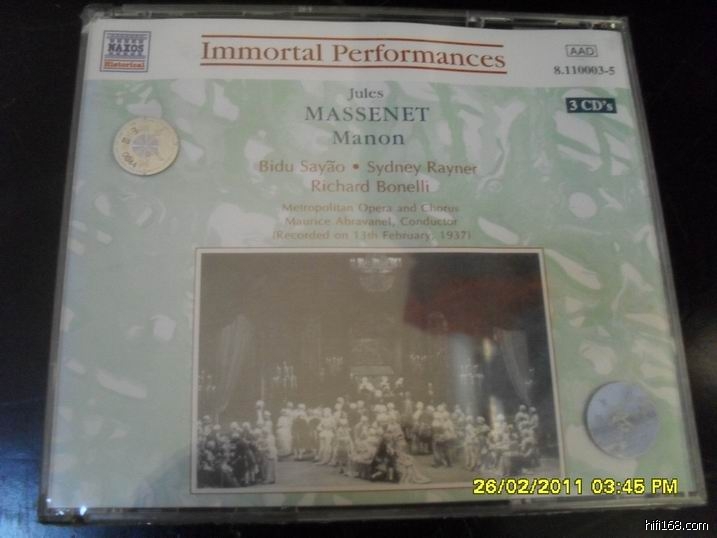 NAXOS
Historical
Immortal Performances
AAD
8.110003-5
Jules
MASSENET
Manon
3 CD's
Bidu Sayão • Sydney Rayner
Richard Bonelli
Metropolitan Opera and Chorus
Maurice Abravanel, Conductor
(Recorded on 13th February, 1937)
26/02/2011 03:45 PM
hifi168.com